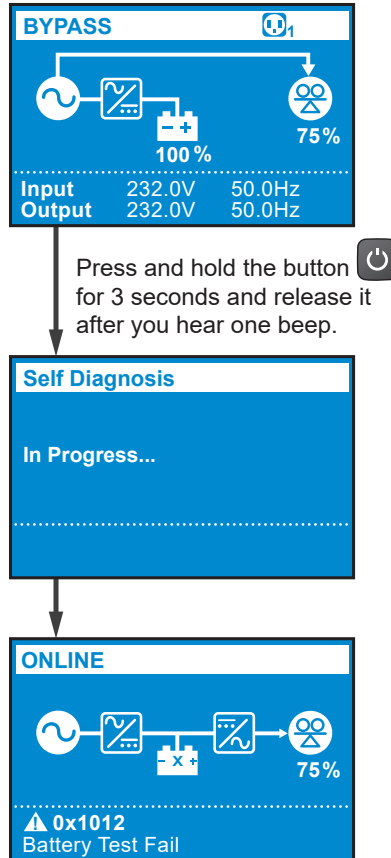 BYPASS 1
75%
100 %
Input 232.0V 50.0Hz
Output 232.0V 50.0Hz
Press and hold the button
for 3 seconds and release it
after you hear one beep.
Self Diagnosis
In Progress...
ONLINE
- x +
75%
0x1012
Battery Test Fail